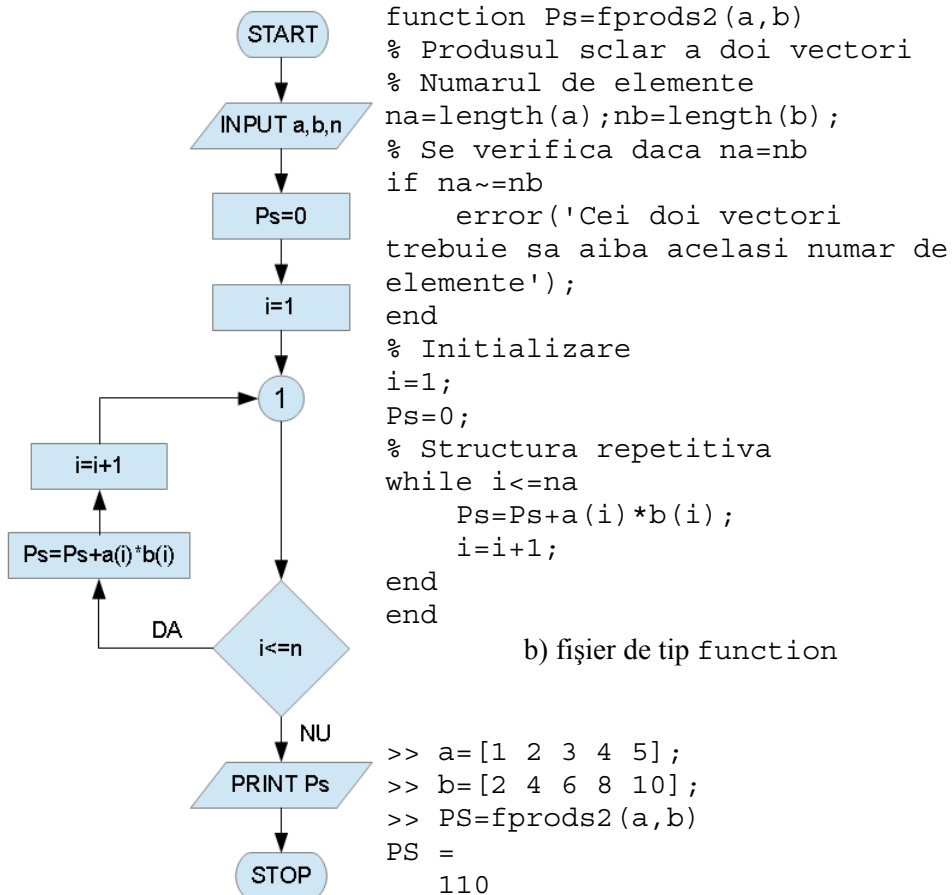 START
INPUT a,b,n
Ps=0
i=1
1
i=i+1
Ps=Ps+a(i)*b(i)
DA
i<=n
NU
PRINT Ps
STOP
function Ps=fprods2(a,b)
% Produsul sclar a doi vectori
% Numarul de elemente
na=length(a);nb=length(b);
% Se verifica daca na=nb
if na~=nb
    error('Cei doi vectori
trebuie sa aiba acelasi numar de
elemente');
end
% Initializare
i=1;
Ps=0;
% Structura repetitiva
while i<=na
    Ps=Ps+a(i)*b(i);
    i=i+1;
end
end
b) fişier de tip function
>> a=[1 2 3 4 5];
>> b=[2 4 6 8 10];
>> PS=fprods2(a,b)
PS =
   110